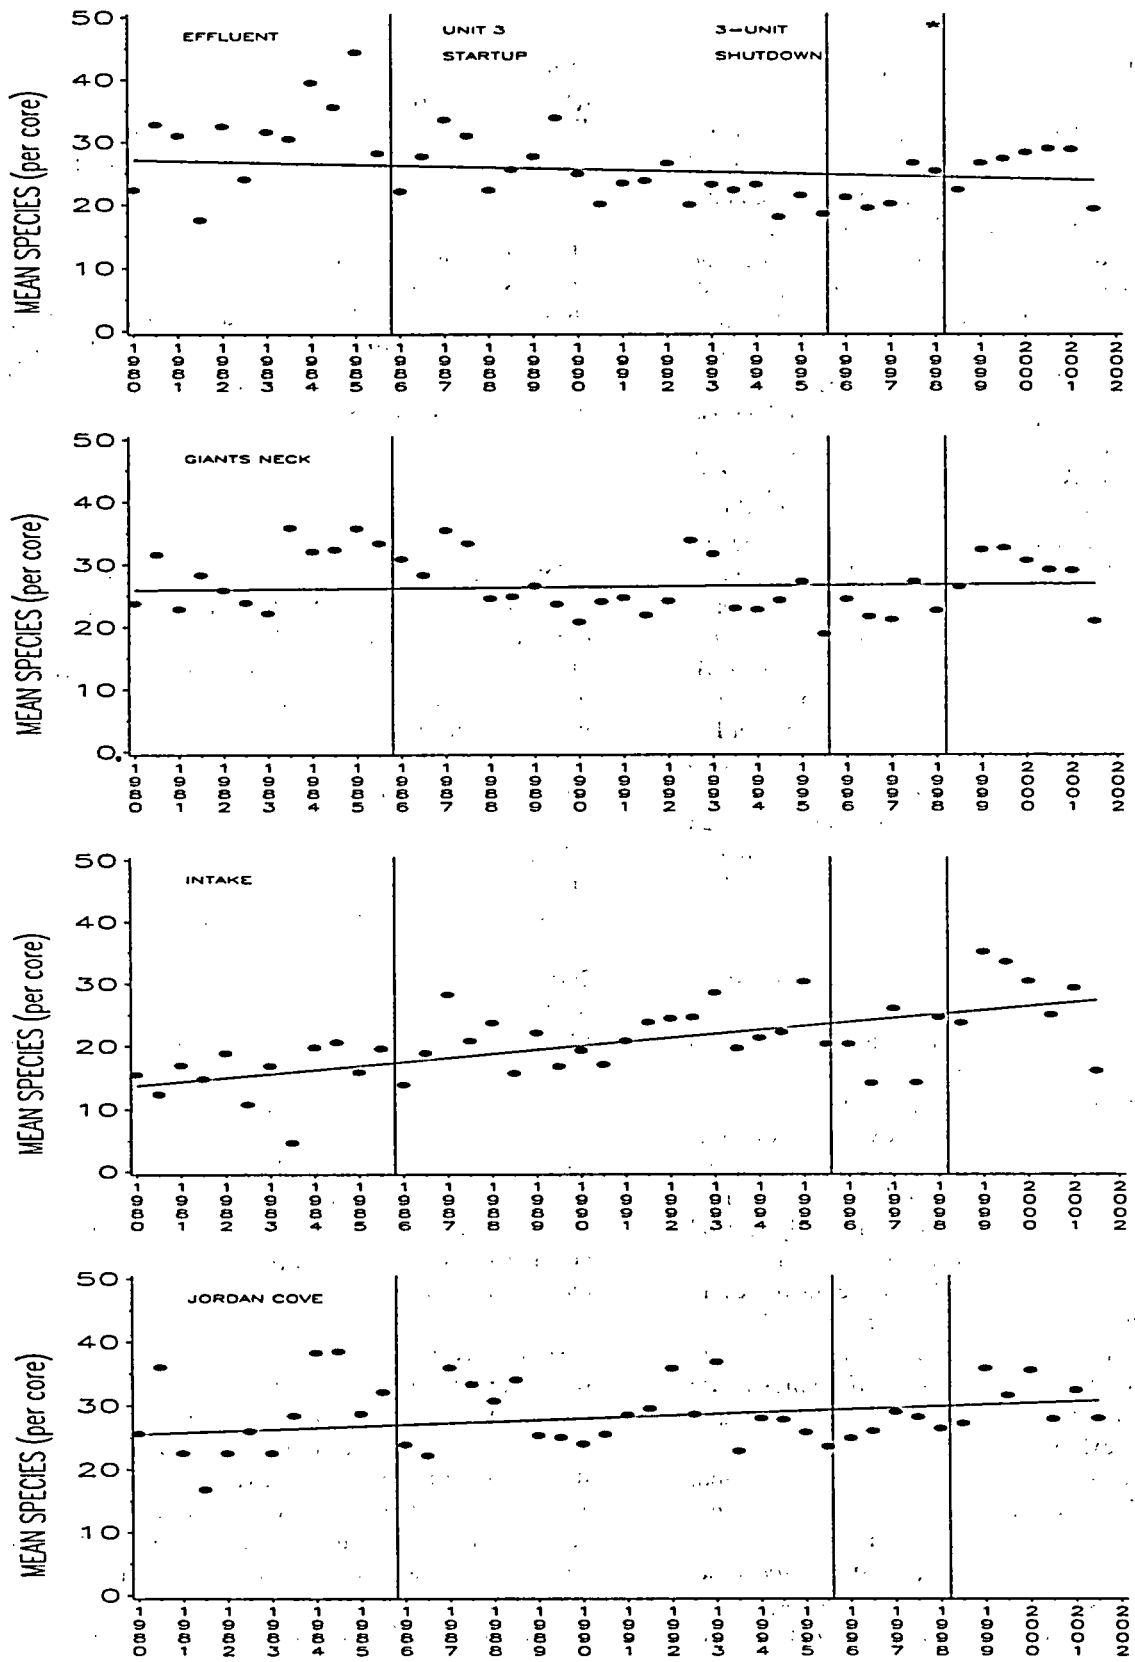 MEAN SPECIES (per core)
50
40
30
20
10
0
EFFLUENT
UNIT 3
STARTUP
3-UNIT
SHUTDOWN
*
1980 1981 1982 1983 1984 1985 1986 1987 1988 1989 1990 1991 1992 1993 1994 1995 1996 1997 1998 1999 2000 2001 2002
MEAN SPECIES (per core)
50
40
30
20
10
0
GIANTS NECK
1980 1981 1982 1983 1984 1985 1986 1987 1988 1989 1990 1991 1992 1993 1994 1995 1996 1997 1998 1999 2000 2001 2002
MEAN SPECIES (per core)
50
40
30
20
10
0
INTAKE
1980 1981 1982 1983 1984 1985 1986 1987 1988 1989 1990 1991 1992 1993 1994 1995 1996 1997 1998 1999 2000 2001 2002
MEAN SPECIES (per core)
50
40
30
20
10
0
JORDAN COVE
1980 1981 1982 1983 1984 1985 1986 1987 1988 1989 1990 1991 1992 1993 1994 1995 1996 1997 1998 1999 2000 2001 2002